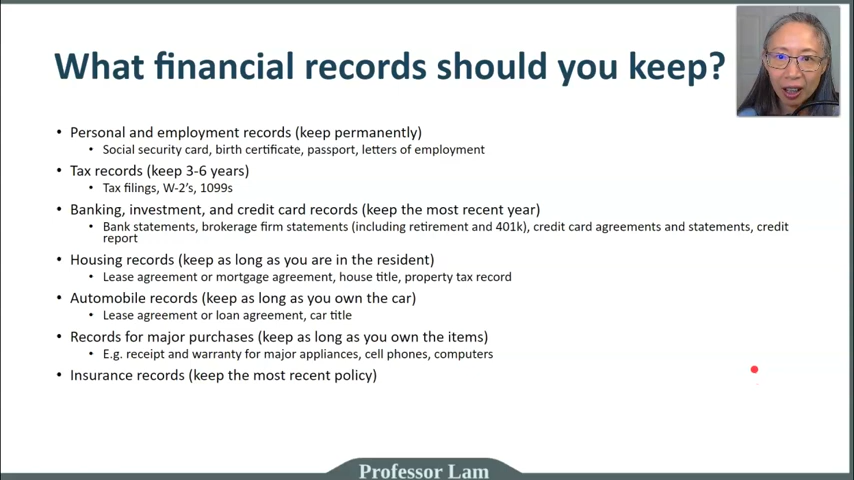 What financial records should you keep?
• Personal and employment records (keep permanently)
• Social security card, birth certificate, passport, letters of employment
• Tax records (keep 3-6 years)
• Tax filings, W-2's, 1099s
• Banking, investment, and credit card records (keep the most recent year)
• Bank statements, brokerage firm statements (including retirement and 401k), credit card agreements and statements, credit
report
• Housing records (keep as long as you are in the resident)
• Lease agreement or mortgage agreement, house title, property tax record
• Automobile records (keep as long as you own the car)
• Lease agreement or loan agreement, car title
• Records for major purchases (keep as long as you own the items)
• E.g. receipt and warranty for major appliances, cell phones, computers
• Insurance records (keep the most recent policy)
Professor Lam